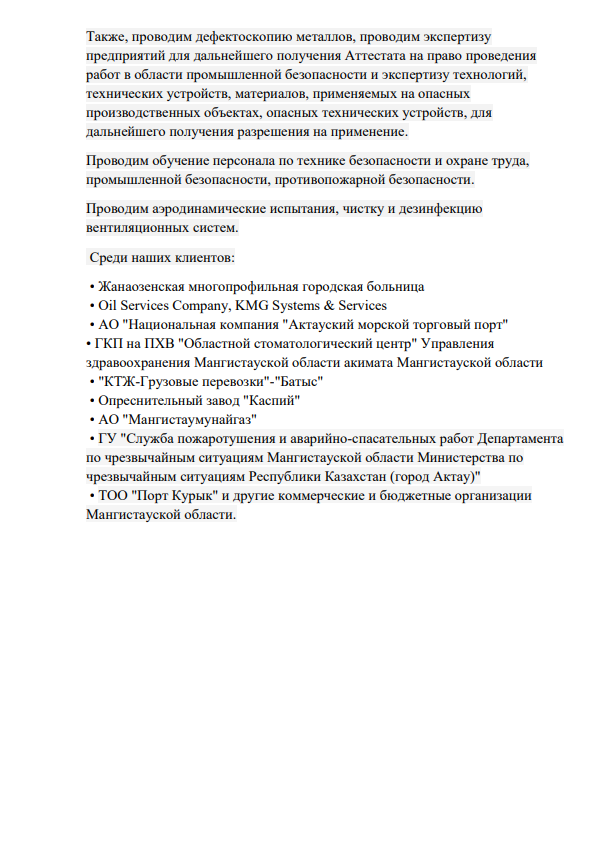 Также, проводим дефектоскопию металлов, проводим экспертизу
предприятий для дальнейшего получения Аттестата на право проведения
работ в области промышленной безопасности и экспертизу технологий,
технических устройств, материалов, применяемых на опасных
производственных объектах, опасных технических устройств, для
дальнейшего получения разрешения на применение.
Проводим обучение персонала по технике безопасности и охране труда,
промышленной безопасности, противопожарной безопасности.
Проводим аэродинамические испытания, чистку и дезинфекцию
вентиляционных систем.
Среди наших клиентов:
• Жанаозенская многопрофильная городская больница
• Oil Services Company, KMG Systems & Services
• АО "Национальная компания "Актауский морской торговый порт"
• ГКП на ПХВ "Областной стоматологический центр" Управления
здравоохранения Мангистауской области акимата Мангистауской области
• "КТЖ-Грузовые перевозки"-"Батыс"
• Опреснительный завод "Каспий"
• АО "Мангистаумунайгаз"
• ГУ "Служба пожаротушения и аварийно-спасательных работ Департамента
по чрезвычайным ситуациям Мангистауской области Министерства по
чрезвычайным ситуациям Республики Казахстан (город Актау)"
• ТОО "Порт Курык" и другие коммерческие и бюджетные организации
Мангистауской области.